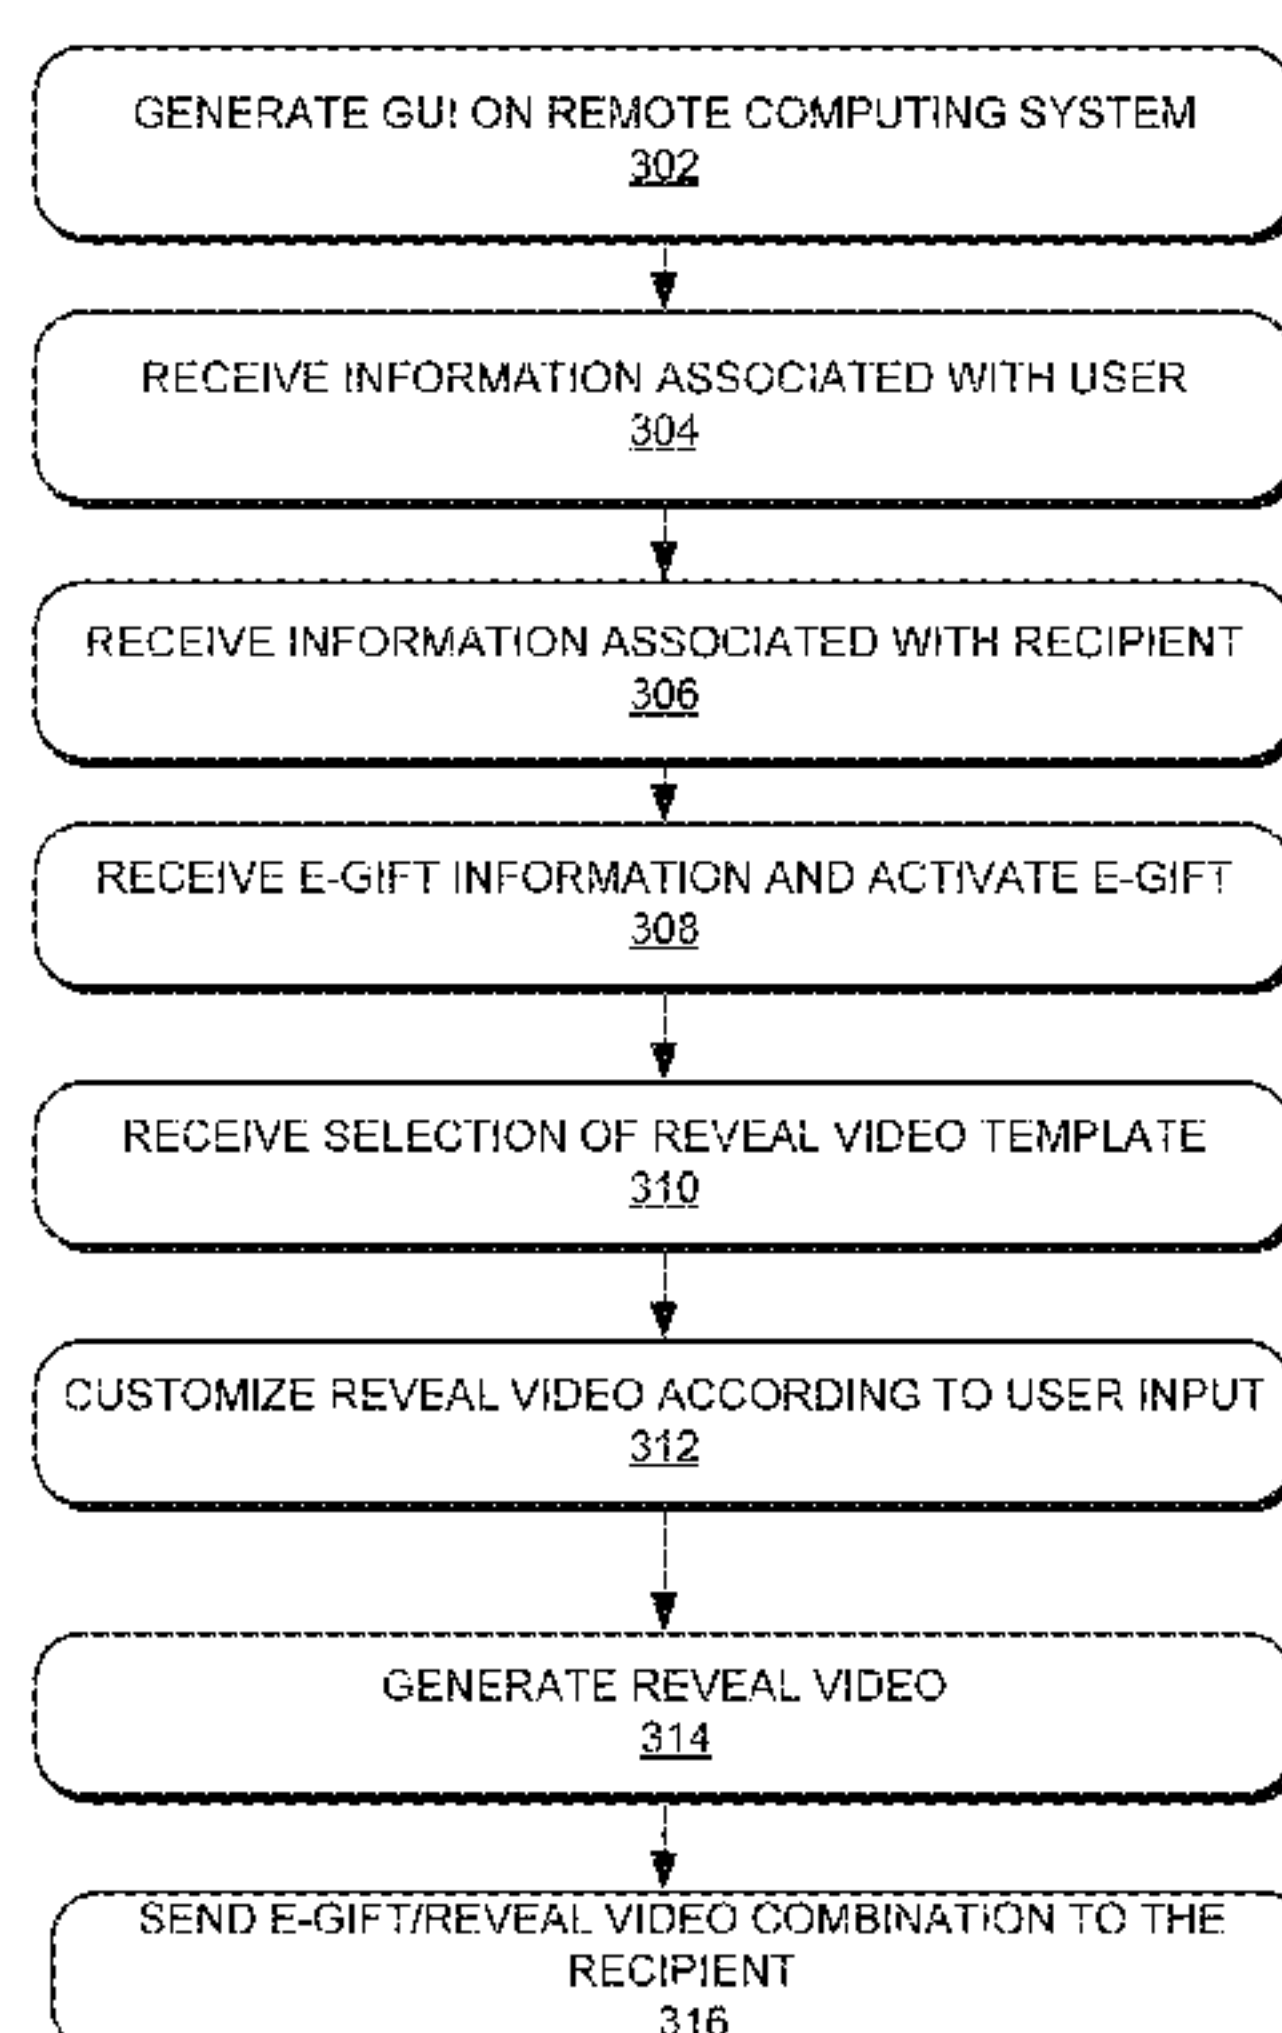 GENERATE GUI ON REMOTE COMPUTING SYSTEM
302
RECEIVE INFORMATION ASSOCIATED WITH USER
304
RECEIVE INFORMATION ASSOCIATED WITH RECIPIENT
306
RECEIVE E-GIFT INFORMATION AND ACTIVATE E-GIFT
308
RECEIVE SELECTION OF REVEAL VIDEO TEMPLATE
310
CUSTOMIZE REVEAL VIDEO ACCORDING TO USER INPUT
312
GENERATE REVEAL VIDEO
314
SEND E-GIFT/REVEAL VIDEO COMBINATION TO THE
RECIPIENT
316